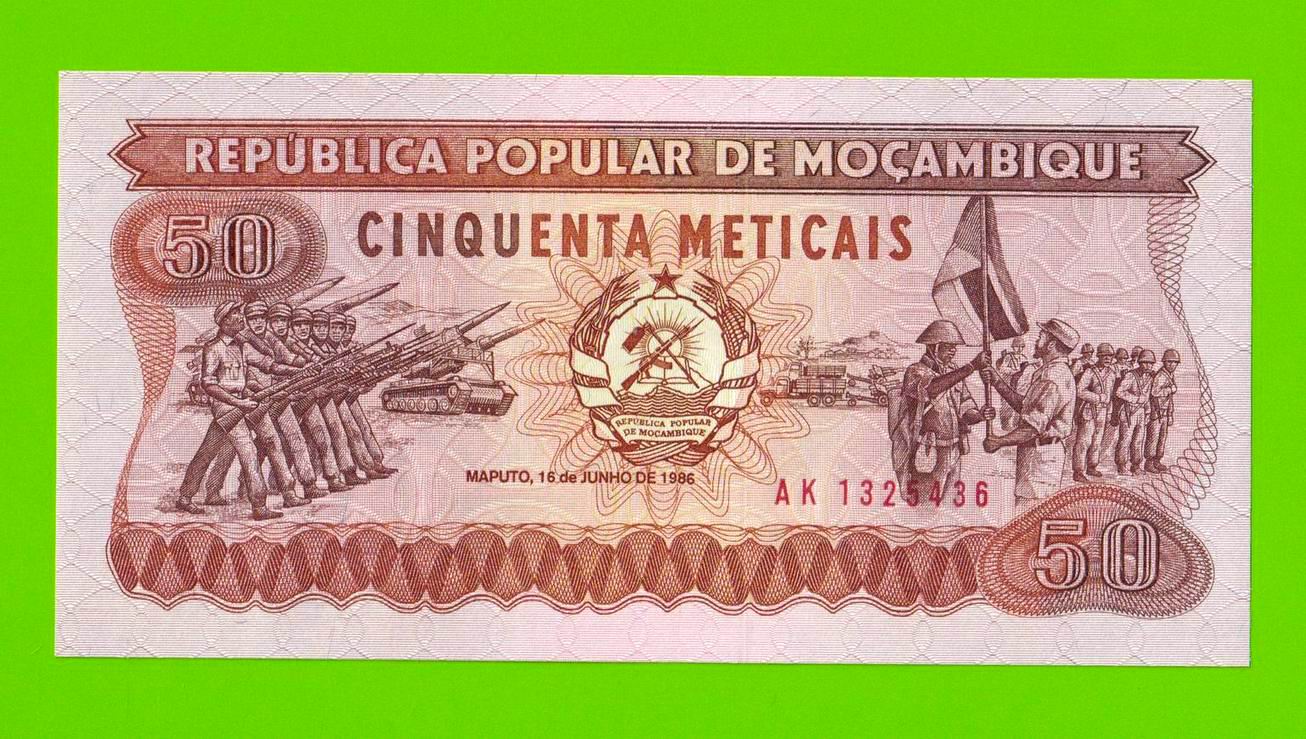 REPÚBLICA POPULAR DE MOÇAMBIQUE
50
CINQUENTA METICAIS
REPÚBLICA POPULAR
DE MOÇAMBIQUE
MAPUTO, 16 de JUNHO DE 1986
AK 1325436
50